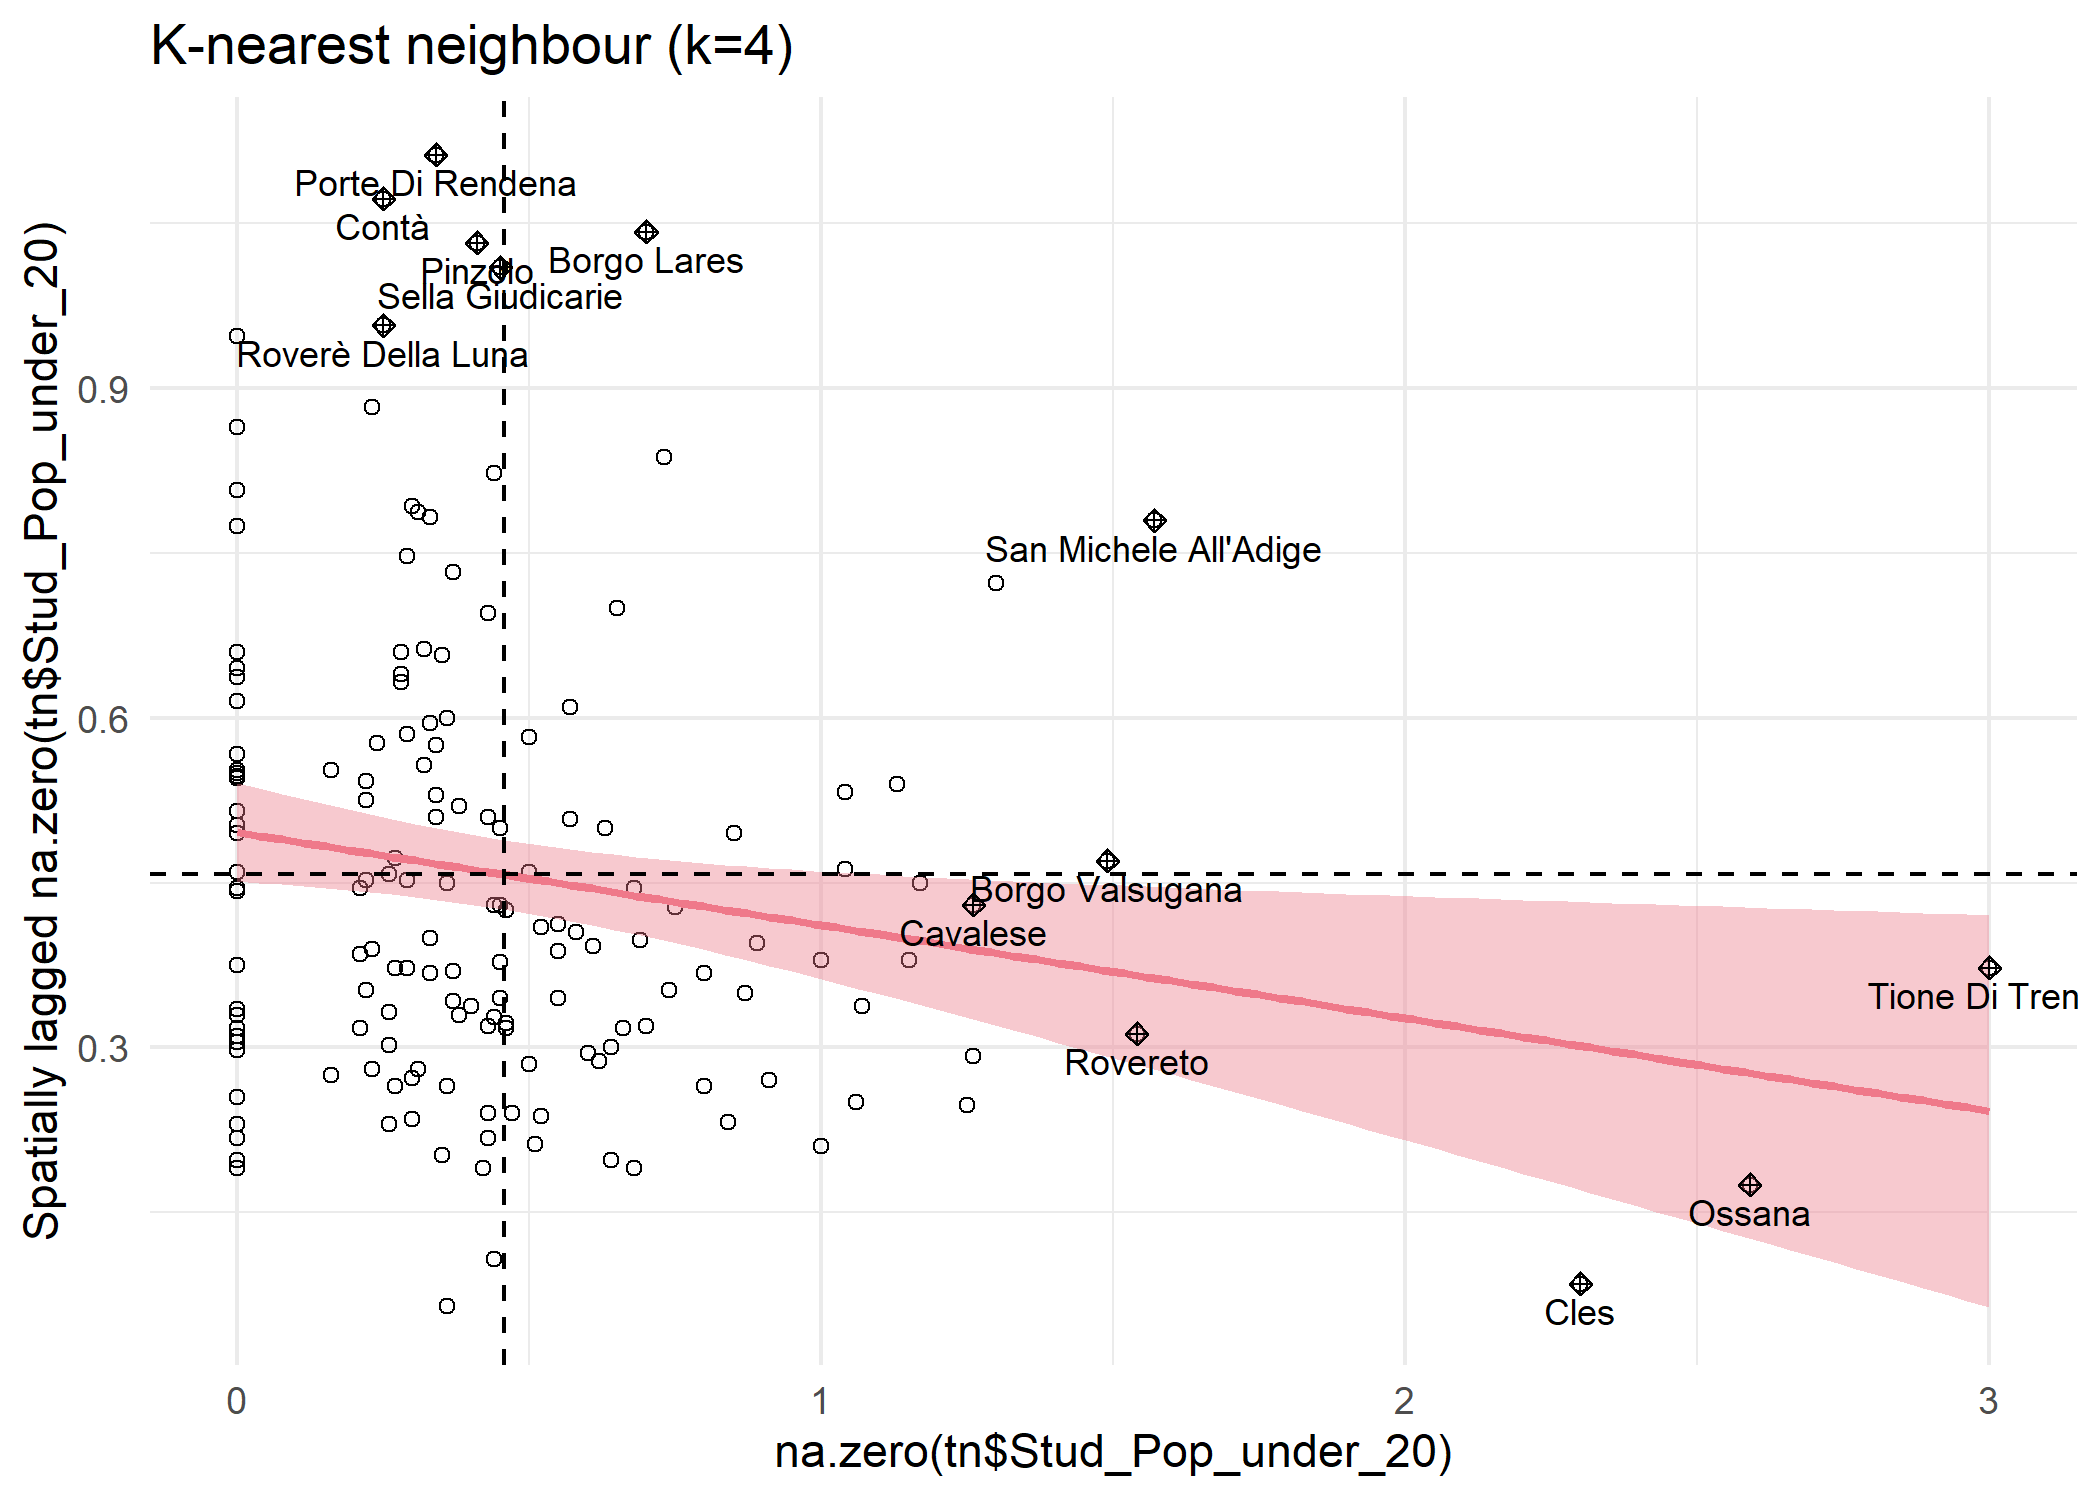 K-nearest neighbour (k=4)
Porte Di Rendena
Contà
Pinzolo
Borgo Lares
Sella Giudicarie
Roverè Della Luna
San Michele All'Adige
Borgo Valsugana
Cavalese
Tione Di Tren
Rovereto
Ossana
Cles
0.9
0.6
0.3
0
1
2
3
Spatially lagged na.zero(tn$Stud_Pop_under_20)
na.zero(tn$Stud_Pop_under_20)